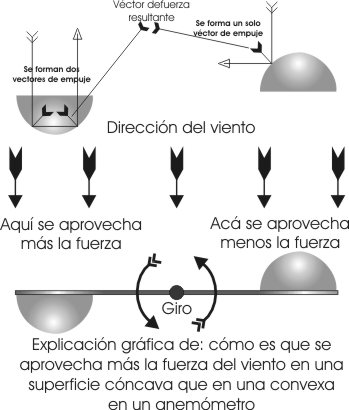 Véctor defuerza
resultante
Se forma un solo
véctor de empuje
Se forman dos
vectores de empuje
Dirección del viento
Aquí se aprovecha
más la fuerza
Acá se aprovecha
menos la fuerza
Giro
Explicación gráfica de: cómo es que se
aprovecha más la fuerza del viento en una
superficie cóncava que en una convexa
en un anemómetro